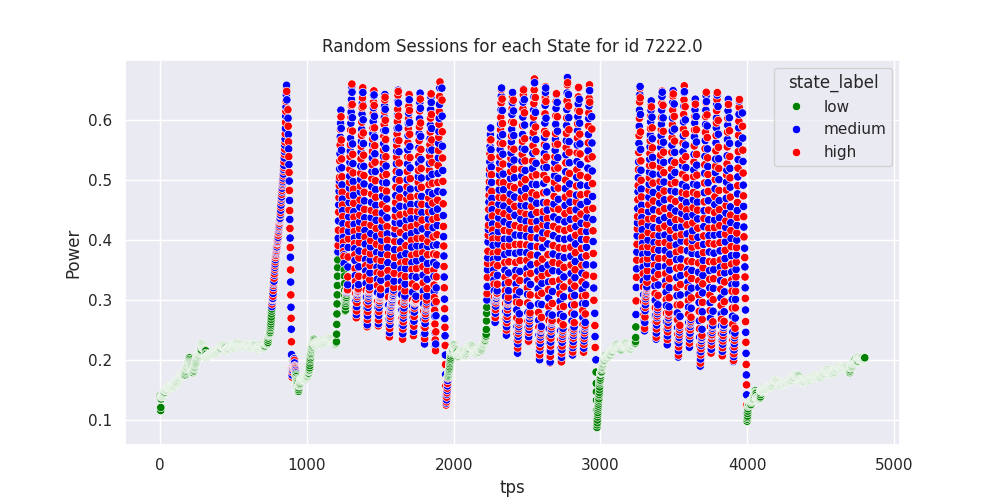 Random Sessions for each State for id 7222.0
state_label
low
medium
high
Power
0.6
0.5
0.4
0.3
0.2
0.1
0 1000 2000 3000 4000 5000
tps